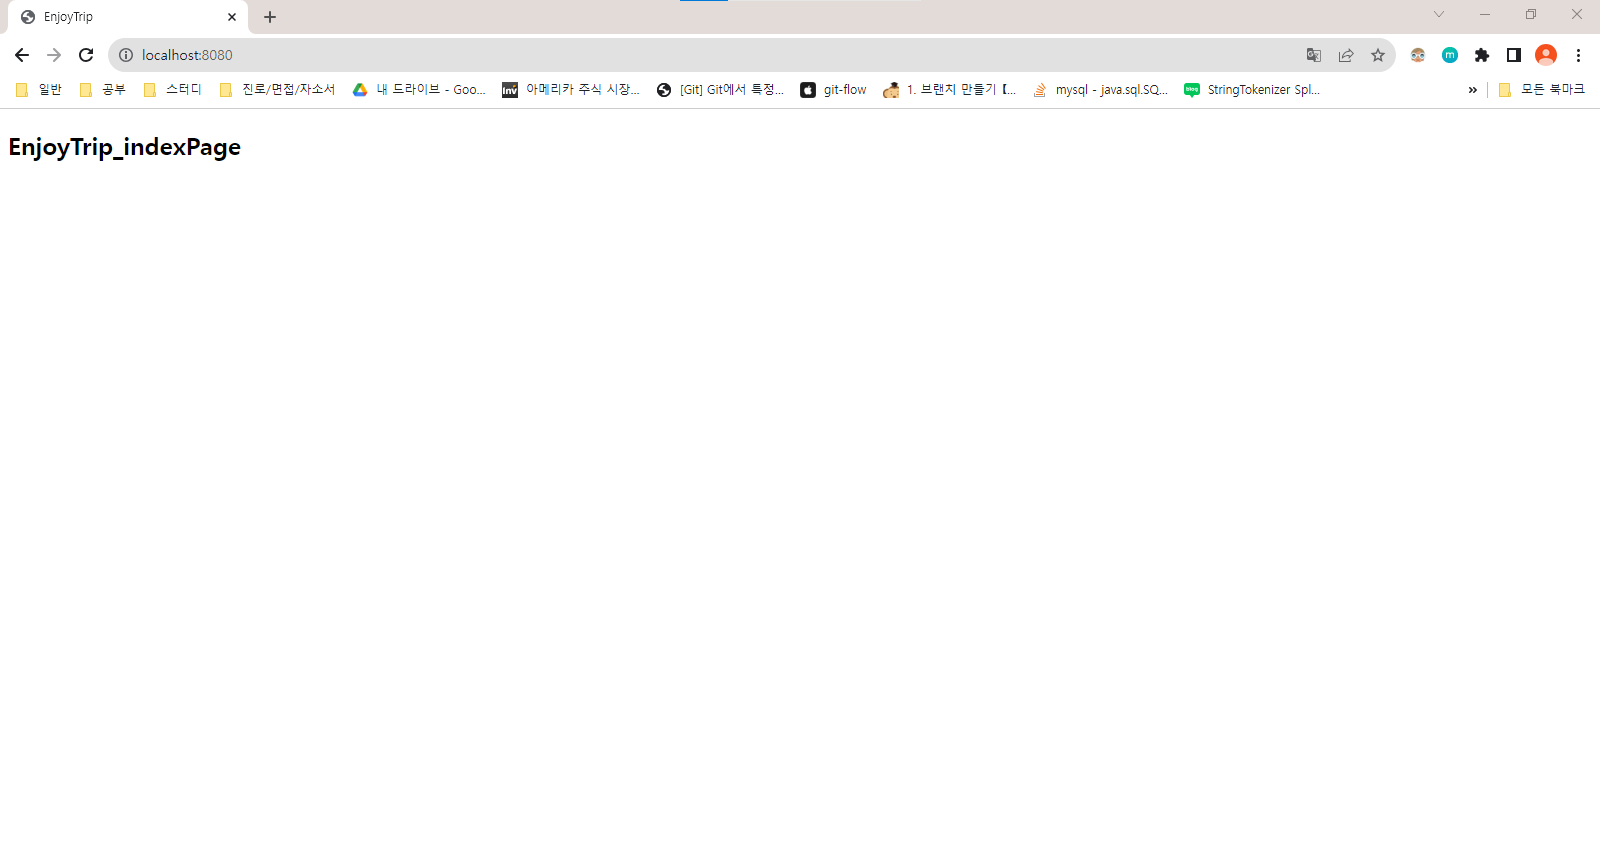 EnjoyTrip
localhost:8080
일반 공부 스터디 진로/면접/자소서 내 드라이브 - Goo... Inv 아메리카 주식 시장... [Git] Git에서 특정... git-flow 1. 브랜치 만들기 【... mysql - java.sql.SQ... blog StringTokenizer Spl... » 모든 북마크
EnjoyTrip_indexPage